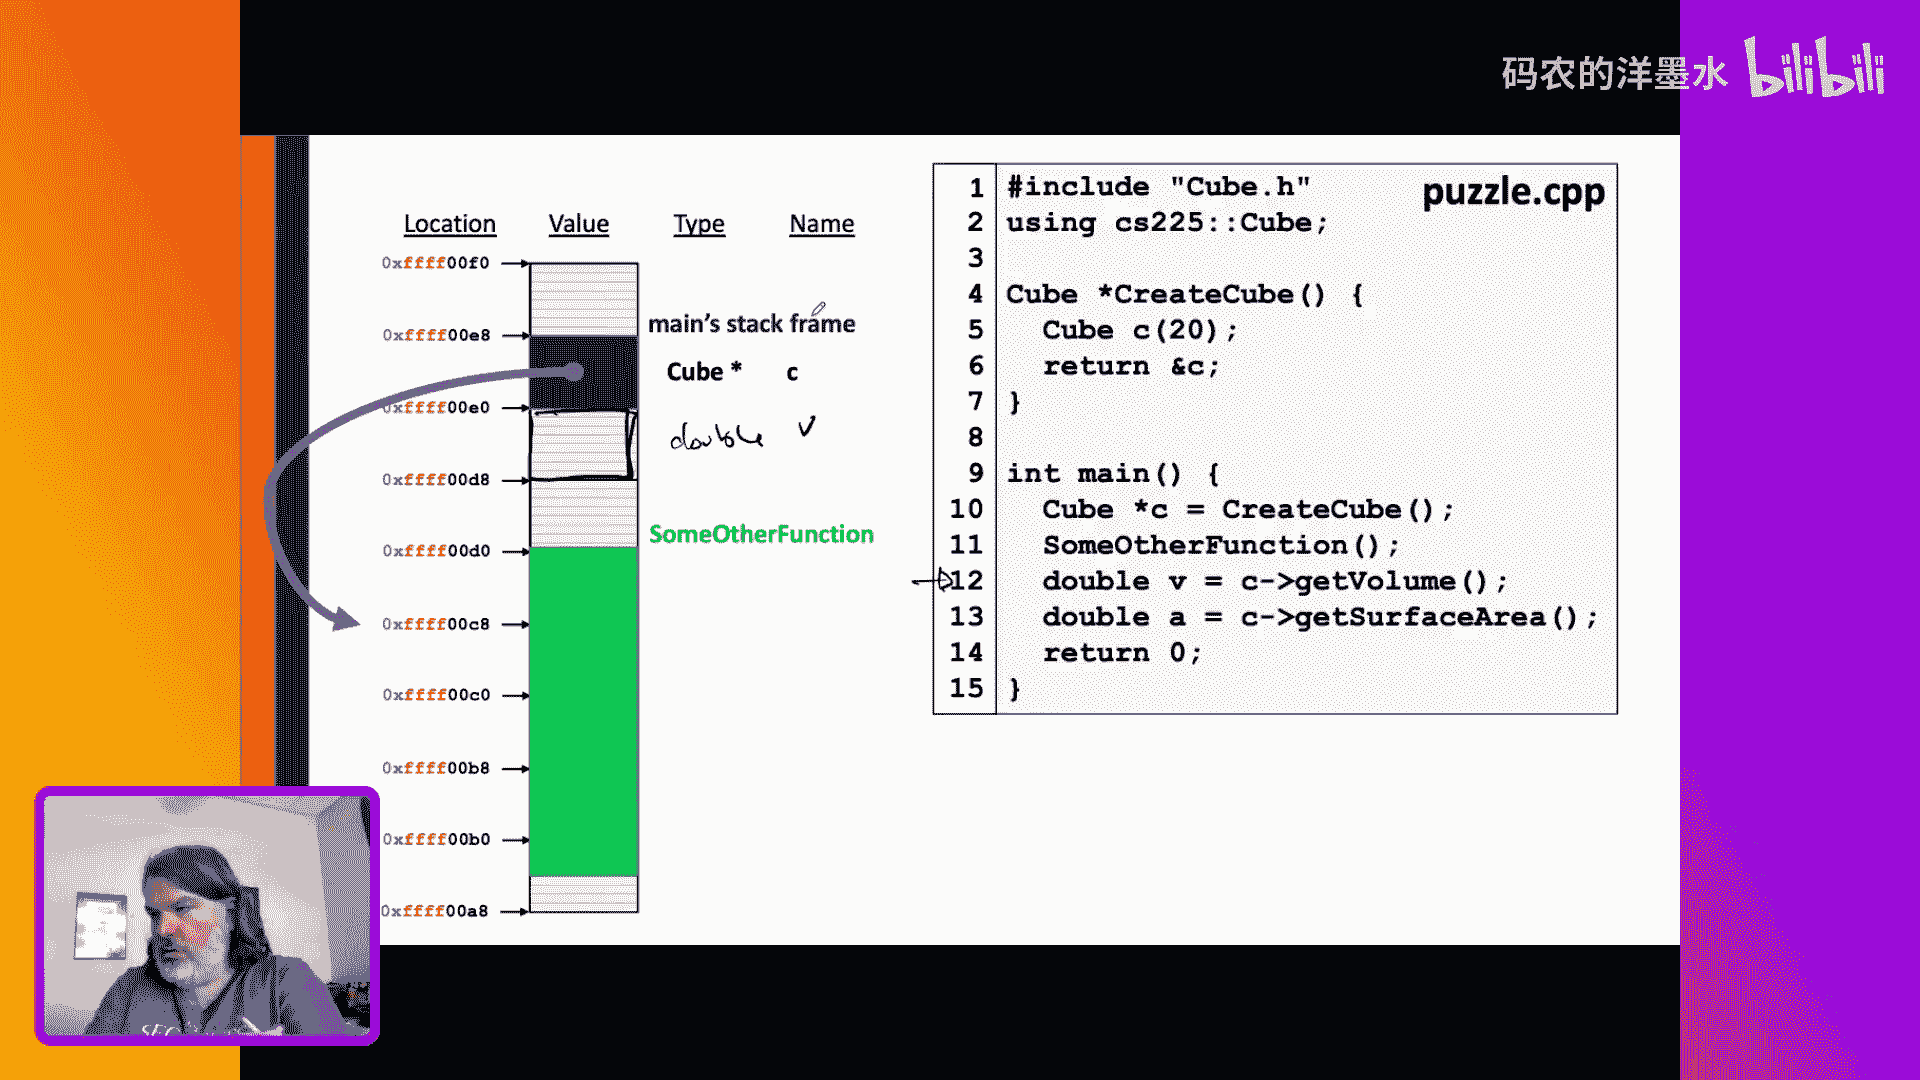 码农的洋墨水 bilibili
Location Value Type Name
0xffff00f0
main's stack frame
0xffff00e8
Cube * c
0xffff00e0
double v
0xffff00d8
SomeOtherFunction
0xffff00d0
0xffff00c8
0xffff00c0
0xffff00b8
0xffff00b0
0xffff00a8
puzzle.cpp
1 #include "Cube.h"
2 using cs225::Cube;
3
4 Cube *CreateCube() {
5 Cube c(20);
6 return &c;
7 }
8
9 int main() {
10 Cube *c = CreateCube();
11 SomeOtherFunction();
12 double v = c->getVolume();
13 double a = c->getSurfaceArea();
14 return 0;
15 }